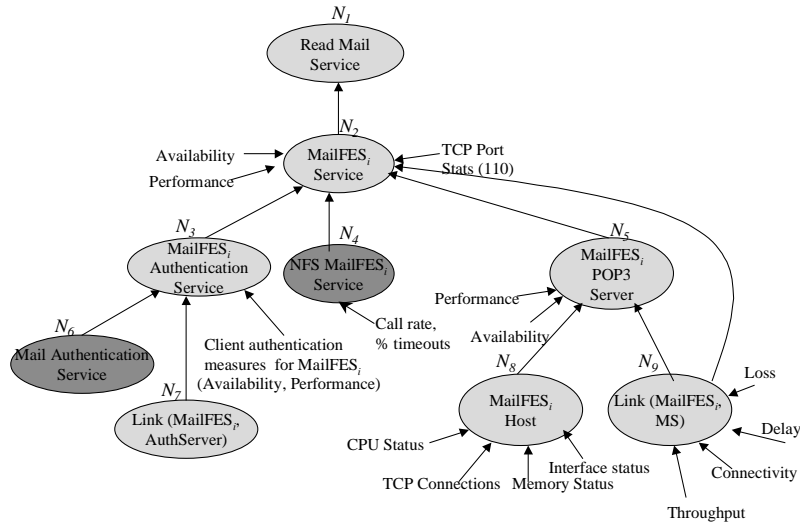 N1
Read Mail
Service
N2
MailFESi
Service
Availability
Performance
TCP Port
Stats (110)
N3
MailFESi
Authentication
Service
N4
NFS MailFESi
Service
N5
MailFESi
POP3
Server
Performance
Availability
Call rate,
% timeouts
N6
Mail Authentication
Service
Client authentication
measures for MailFESi
(Availability, Performance)
N7
Link (MailFESi,
AuthServer)
N8
MailFESi
Host
N9
Link (MailFESi,
MS)
Loss
Delay
Connectivity
Throughput
CPU Status
TCP Connections
Memory Status
Interface status